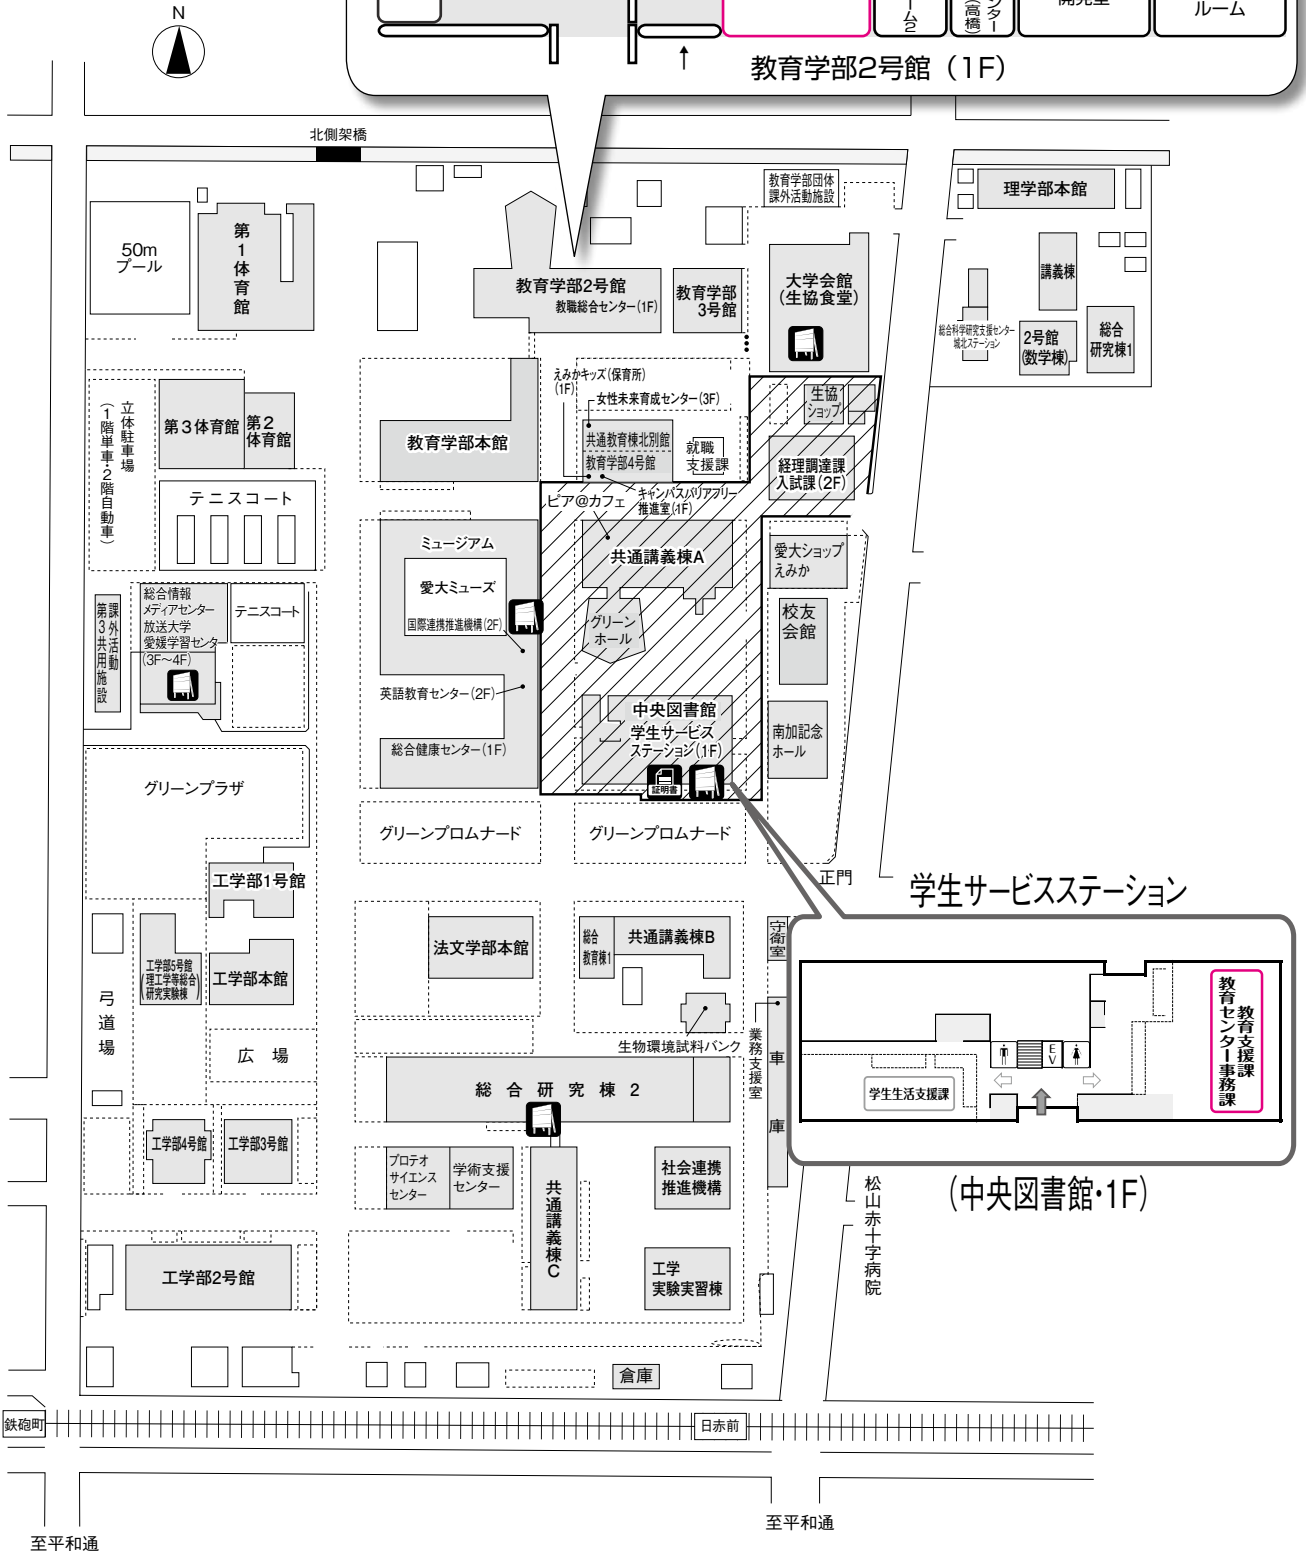 N
ーム2
ンター(高橋)
開発室
ルーム
教育学部2号館(1F)
北側架橋
教育学部団体
課外活動施設
理学部本館
50m
プール
第1体育館
教育学部2号館
教職総合センター(1F)
教育学部
3号館
大学会館
(生協食堂)
講義棟
総合科学研究支援センター
城北ステーション
2号館
(数学棟)
総合
研究棟1
立体駐車場
(1階単車・2階自動車)
第3体育館
第2
体育館
教育学部本館
えみかキッズ(保育所)
(1F)
女性未来育成センター(3F)
共通教育棟北別館
教育学部4号館
就職
支援課
生協
ショップ
経理調達課
入試課(2F)
テニスコート
ピア@カフェ
キャンパスバリアフリー
推進室(1F)
ミュージアム
愛大ミューズ
国際連携推進機構(2F)
共通講義棟A
愛大ショップ
えみか
グリーン
ホール
校友
会館
課外活動
第3共用施設
総合情報
メディアセンター
放送大学
愛媛学習センター
(3F〜4F)
テニスコート
英語教育センター(2F)
総合健康センター(1F)
中央図書館
学生サービス
ステーション(1F)
証明書
南加記念
ホール
グリーンプラザ
グリーンプロムナード
グリーンプロムナード
正門
学生サービスステーション
工学部1号館
法文学部本館
総合
教育棟1
共通講義棟B
守衛室
工学部5号館
(理工学等総合)
研究実験棟
工学部本館
弓道場
広場
生物環境試料バンク
業務支援室
車庫
EV
学生生活支援課
教育支援課
教育センター事務課
(中央図書館・1F)
総合研究棟2
工学部4号館
工学部3号館
プロテオ
サイエンス
センター
学術支援
センター
共通講義棟C
社会連携
推進機構
松山赤十字病院
工学部2号館
工学
実験実習棟
倉庫
鉄砲町
日赤前
至平和通
至平和通